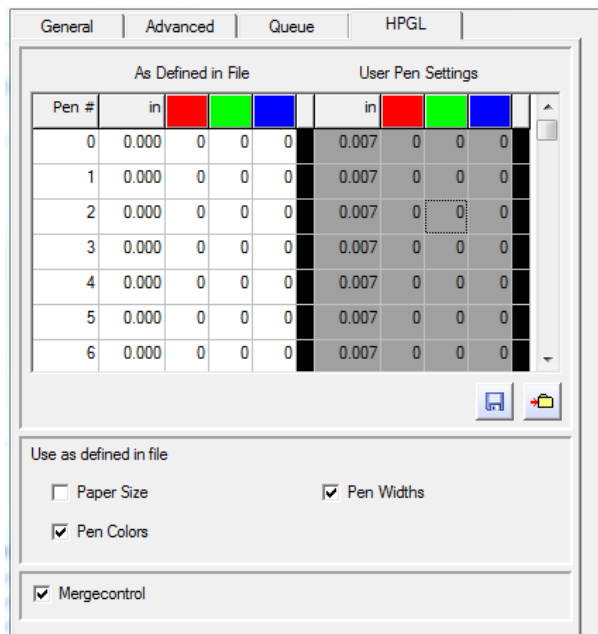 General Advanced Queue HPGL
As Defined in File User Pen Settings
Pen # in in
0 0.000 0 0 0 0.007 0 0 0
1 0.000 0 0 0 0.007 0 0 0
2 0.000 0 0 0 0.007 0 0 0
3 0.000 0 0 0 0.007 0 0 0
4 0.000 0 0 0 0.007 0 0 0
5 0.000 0 0 0 0.007 0 0 0
6 0.000 0 0 0 0.007 0 0 0
Use as defined in file
Paper Size Pen Widths
Pen Colors
Mergecontrol